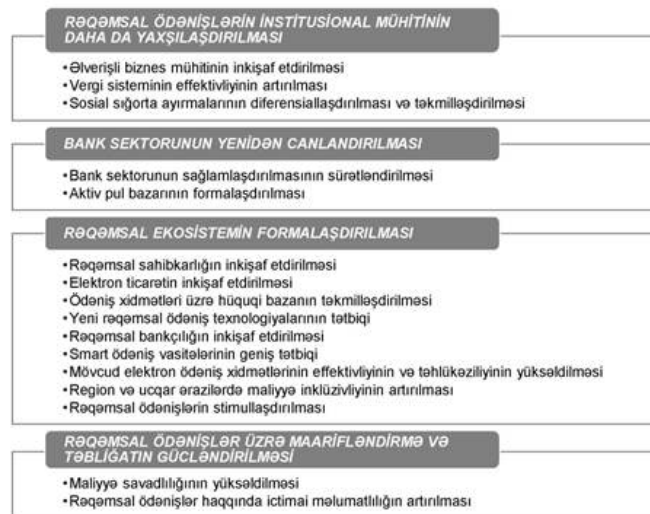 RƏQƏMSAL ÖDƏNİŞLƏRİN İNSTİTUSIONAL MÜHİTİNİN
DAHA DA YAXŞILAŞDIRILMASI
•Əlverişli biznes mühitinin inkişaf etdirilməsi
•Vergi sisteminin effektivliyinin artırılması
•Sosial sığorta ayırmalarının diferensiallaşdırılması və təkmilləşdirilməsi
BANK SEKTORUNUN YENİDƏN CANLANDIRILMASI
•Bank sektorunun sağlamlaşdırılmasının sürətləndirilməsi
•Aktiv pul bazarının formalaşdırılması
RƏQƏMSAL EKOSİSTEMİN FORMALAŞDIRILMASI
•Rəqəmsal sahibkarlığın inkişaf etdirilməsi
•Elektron ticarətin inkişaf etdirilməsi
•Ödəniş xidmətləri üzrə hüquqi bazanın təkmilləşdirilməsi
•Yeni rəqəmsal ödəniş texnologiyalarının tətbiqi
•Rəqəmsal bankçılığın inkişaf etdirilməsi
•Smart ödəniş vasitələrinin geniş tətbiqi
•Mövcud elektron ödəniş xidmətlərinin effektivliyinin və təhlükəziliyinin yüksəldilməsi
•Region və ucqar ərazilərdə maliyyə inklüzivliyinin artırılması
•Rəqəmsal ödənişlərin stimullaşdırılması
RƏQƏMSAL ÖDƏNİŞLƏR ÜZRƏ MAARİFLƏNDİRMƏ VƏ
TƏBLİĞATIN GÜCLƏNDİRİLMƏSİ
•Maliyyə savadlılığının yüksəldilməsi
•Rəqəmsal ödənişlər haqqında ictimai məlumatlılığın artırılması